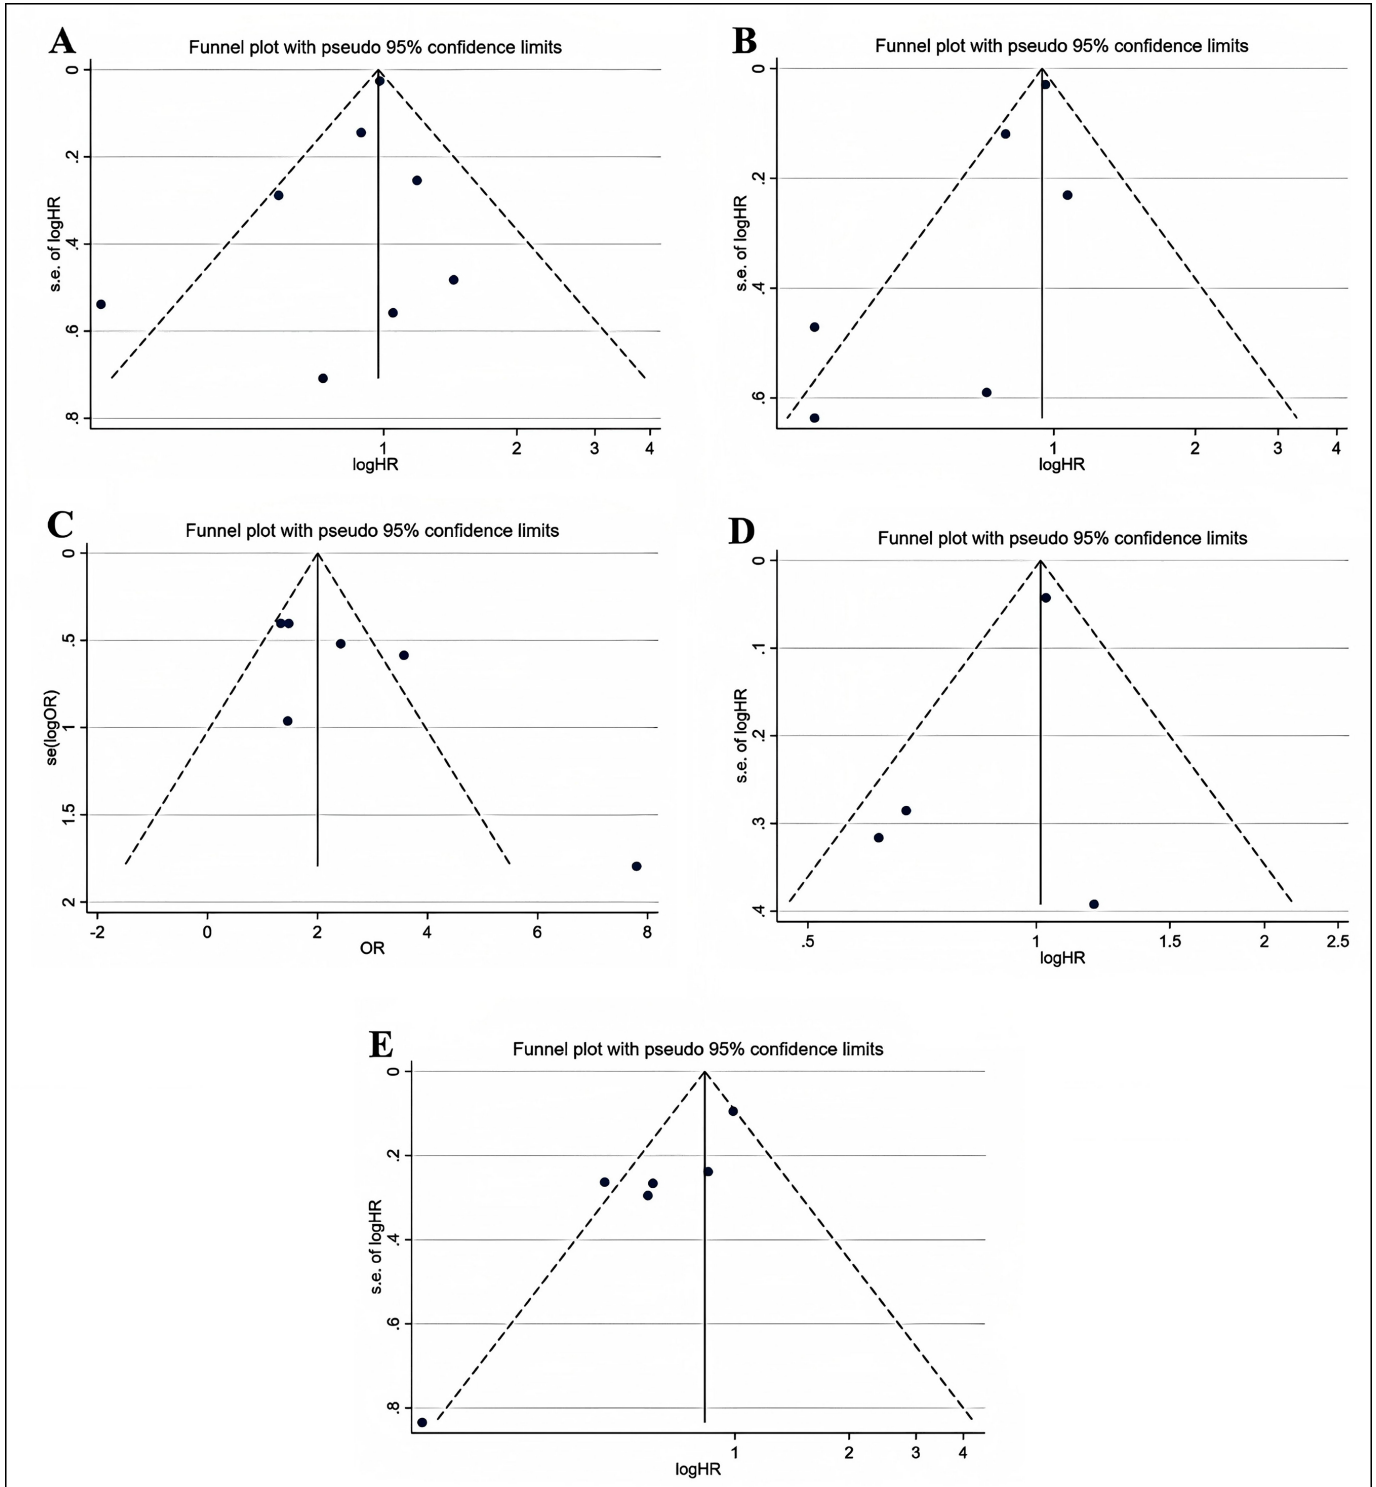 A
Funnel plot with pseudo 95% confidence limits
0
.2
.4
.6
.8
s.e. of logHR
1 2 3 4
logHR
B
Funnel plot with pseudo 95% confidence limits
0
.2
.4
.6
s.e. of logHR
1 2 3 4
logHR
C
Funnel plot with pseudo 95% confidence limits
0
.5
1
1.5
2
se(logOR)
-2 0 2 4 6 8
OR
D
Funnel plot with pseudo 95% confidence limits
0
.1
.2
.3
.4
s.e. of logHR
.5 1 1.5 2 2.5
logHR
E
Funnel plot with pseudo 95% confidence limits
0
.2
.4
.6
.8
s.e. of logHR
1 2 3 4
logHR